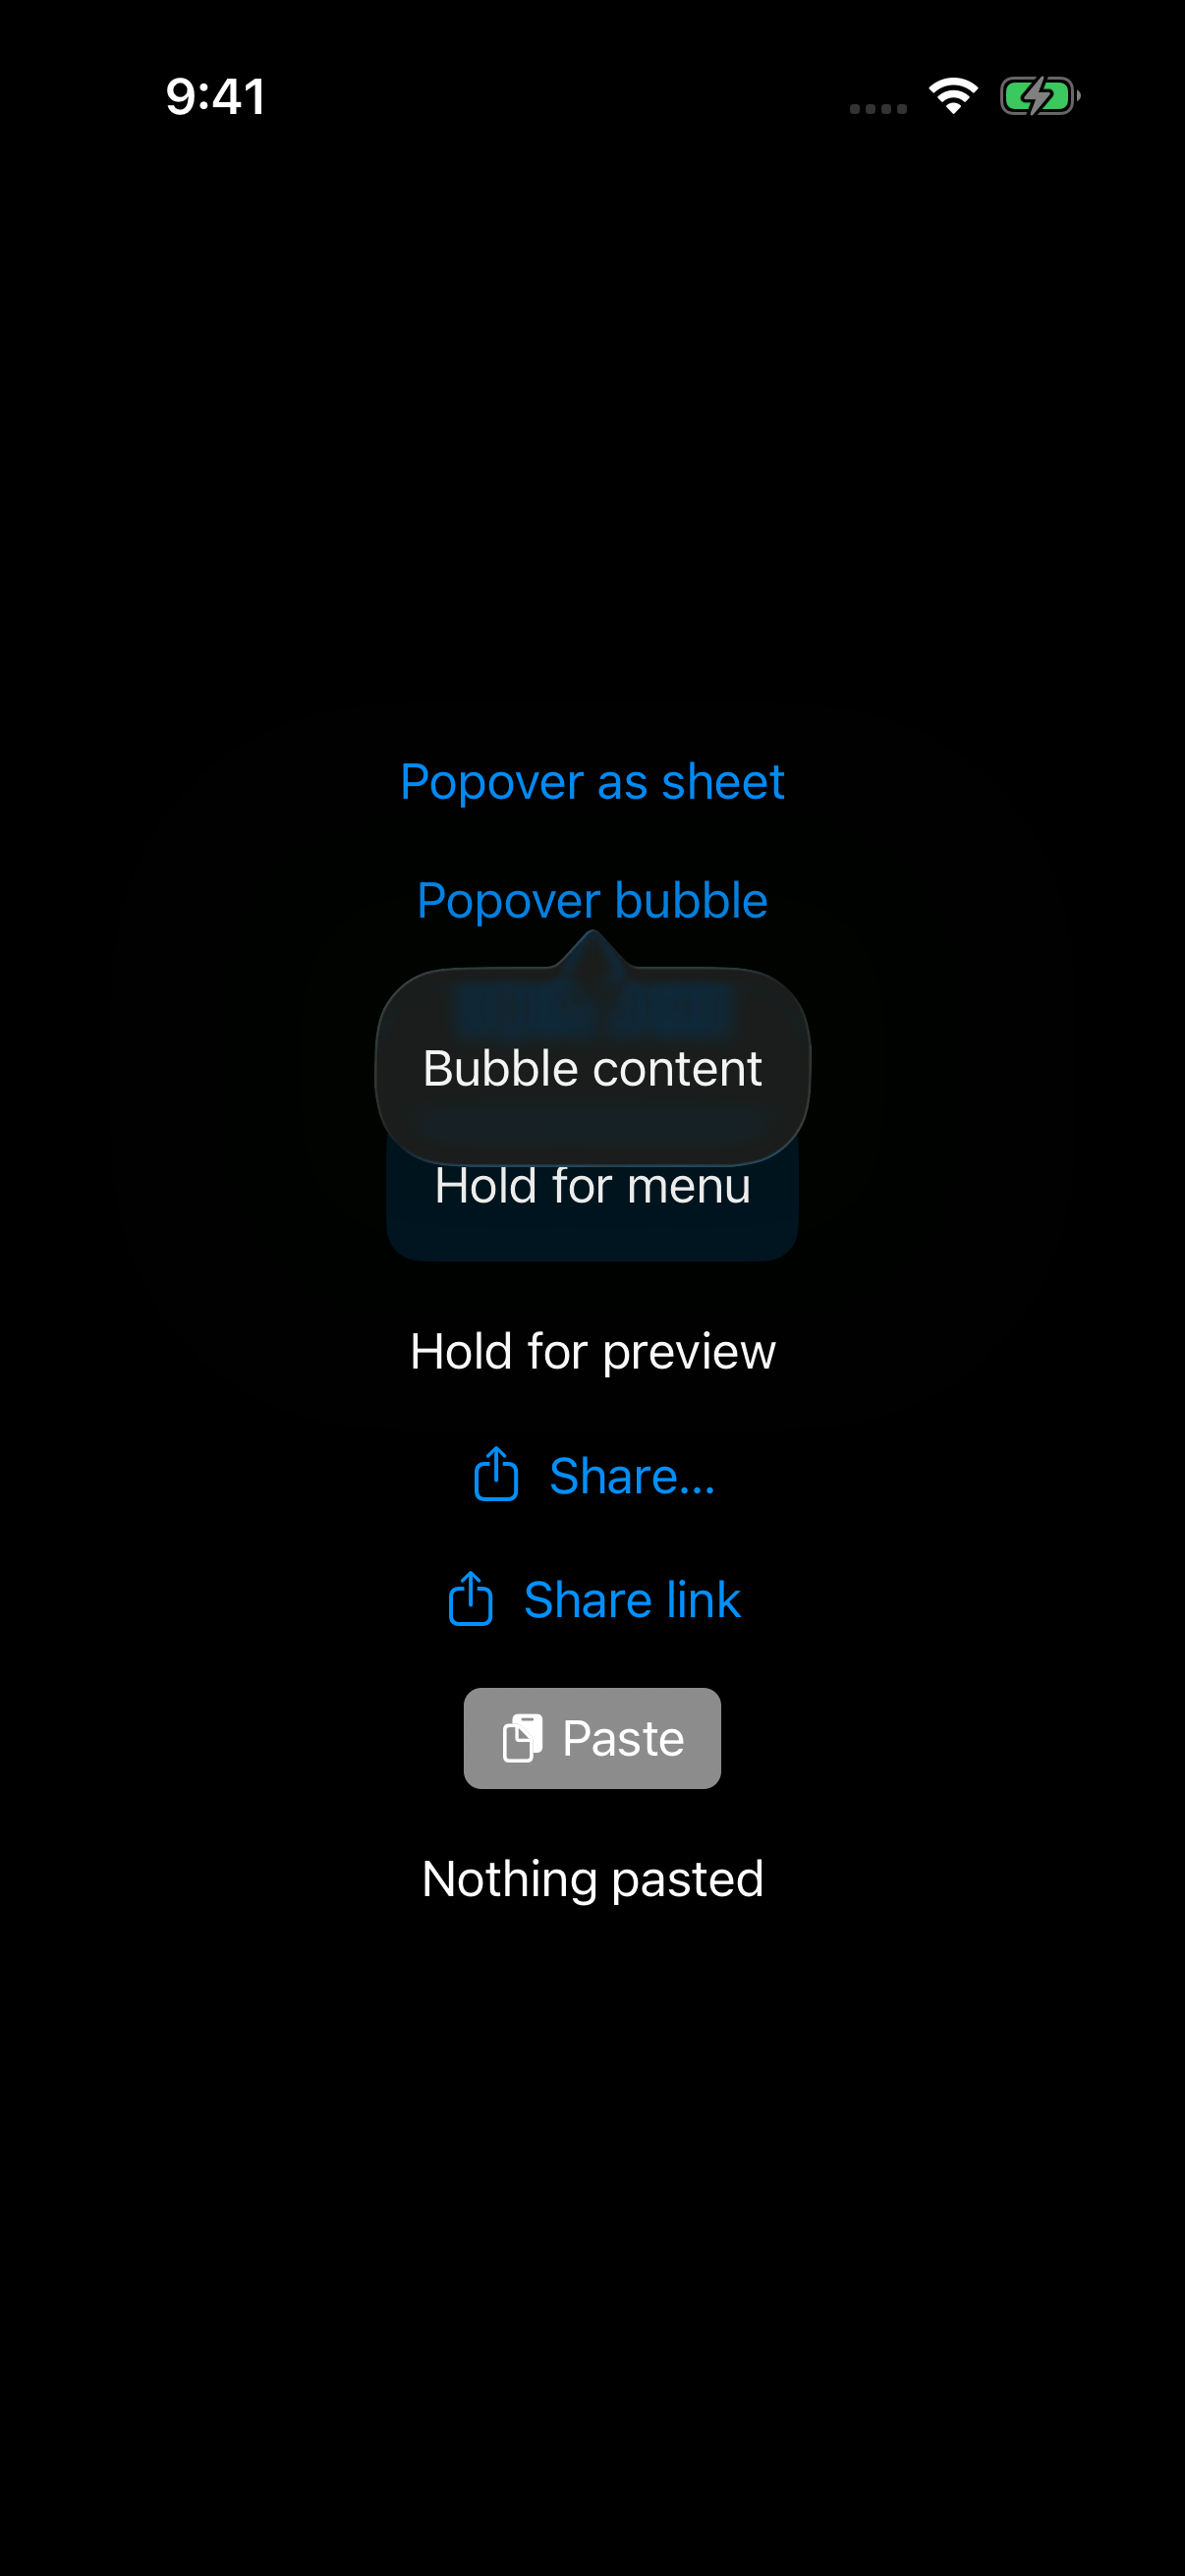 9:41
Popover as sheet
Popover bubble
Bubble content
Hold for menu
Hold for preview
Share...
Share link
Paste
Nothing pasted